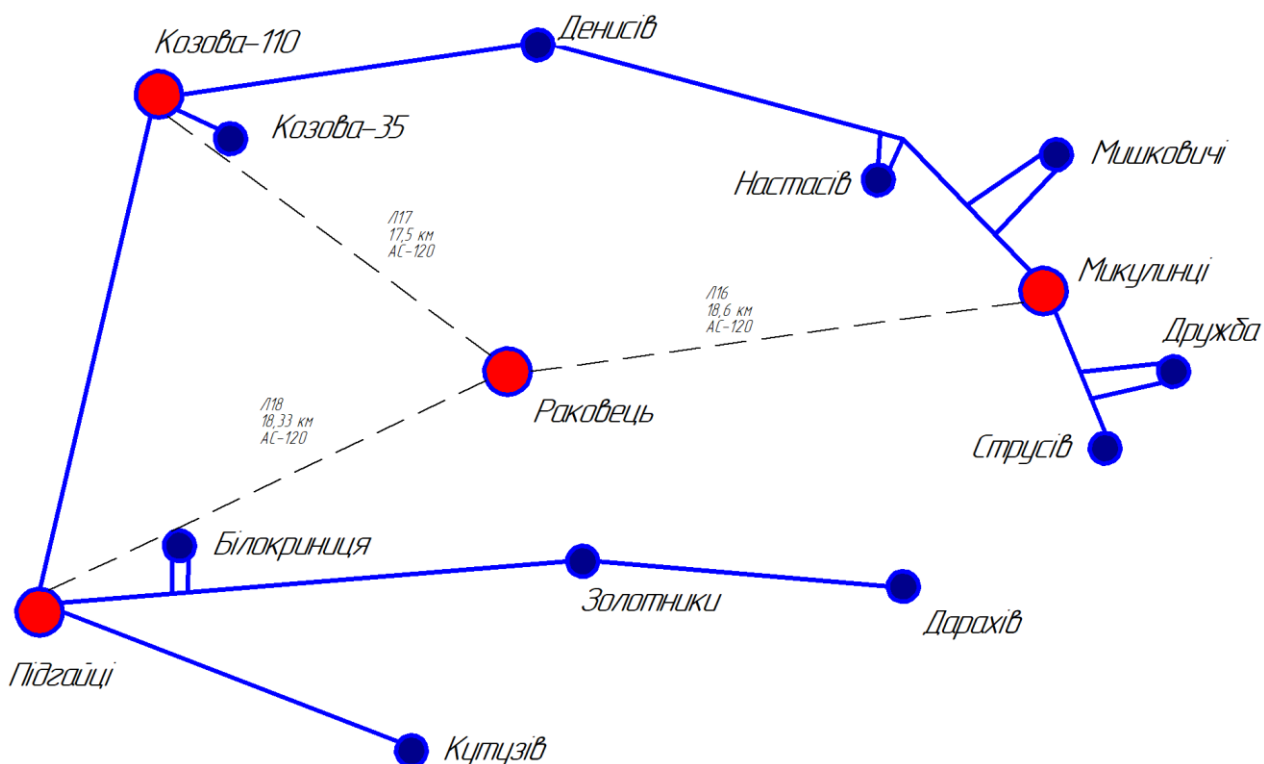 Козова-110
Денисів
Козова-35
Настасів
Мишковичі
Л17
17,5 км
АС-120
Микулинці
Л16
18,6 км
АС-120
Дружба
Раковець
Л18
18,33 км
АС-120
Струсів
Білокриниця
Золотники
Дарахів
Підгайці
Кутузів